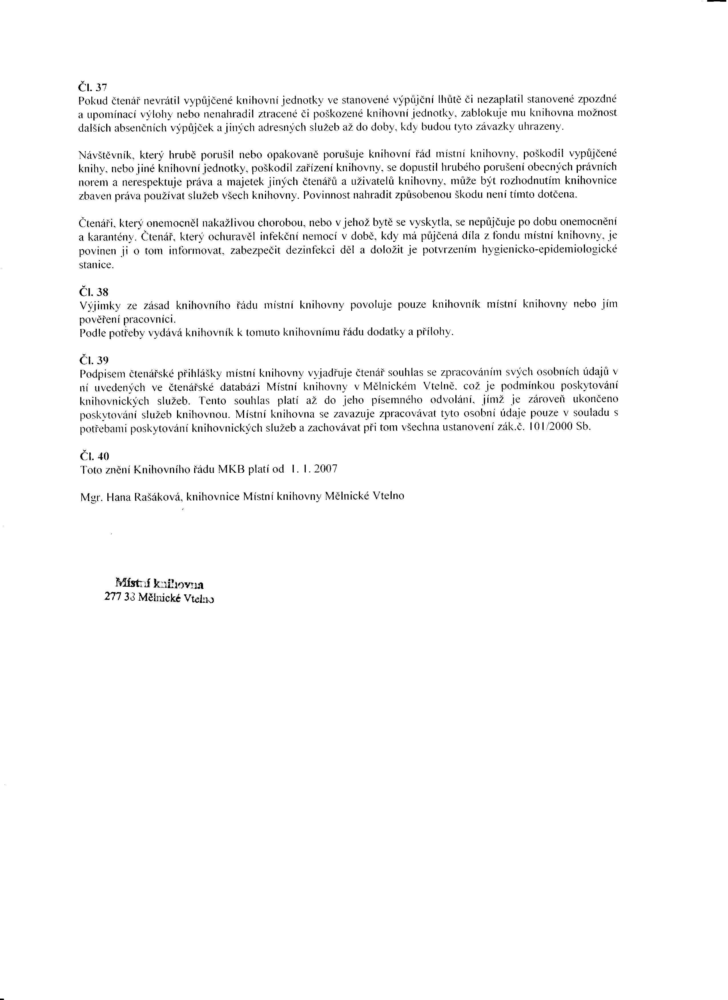 Čl. 37
Pokud čtenář nevrátil vypůjčené knihovní jednotky ve stanovené výpůjční lhůtě či nezaplatil stanovené zpozdné
a upomínací výlohy nebo nenahradil ztracené či poškozené knihovní jednotky, zablokuje mu knihovna možnost
dalších absenčních výpůjček a jiných adresných služeb až do doby, kdy budou tyto závazky uhrazeny.
Návštěvník, který hrubě porušil nebo opakovaně porušuje knihovní řád místní knihovny, poškodil vypůjčené
knihy, nebo jiné knihovní jednotky, poškodil zařízení knihovny, se dopustil hrubého porušení obecných právních
norem a nerespektuje práva a majetek jiných čtenářů a uživatelů knihovny, může být rozhodnutím knihovnice
zbaven práva používat služeb všech knihovny. Povinnost nahradit způsobenou škodu není tímto dotčena.
Čtenáři, který onemocněl nakažlivou chorobou, nebo v jehož bytě se vyskytla, se nepůjčuje po dobu onemocnění
a karantény. Čtenář, který ochuravěl infekční nemocí v době, kdy má půjčená díla z fondu místní knihovny, je
povinen ji o tom informovat, zabezpečit dezinfekci děl a doložit je potvrzením hygienicko-epidemiologické
stanice.
Čl. 38
Výjimky ze zásad knihovního řádu místní knihovny povoluje pouze knihovník místní knihovny nebo jím
pověření pracovníci.
Podle potřeby vydává knihovník k tomuto knihovnímu řádu dodatky a přílohy.
Čl. 39
Podpisem čtenářské přihlášky místní knihovny vyjadřuje čtenář souhlas se zpracováním svých osobních údajů v
ní uvedených ve čtenářské databázi Místní knihovny v Mělnickém Vtelně, což je podmínkou poskytování
knihovnických služeb. Tento souhlas platí až do jeho písemného odvolání, jímž je zároveň ukončeno
poskytování služeb knihovnou. Místní knihovna se zavazuje zpracovávat tyto osobní údaje pouze v souladu s
potřebami poskytování knihovnických služeb a zachovávat při tom všechna ustanovení zák.č. 101/2000 Sb.
Čl. 40
Toto znění Knihovního řádu MKB platí od 1. 1. 2007
Mgr. Hana Rašáková, knihovnice Místní knihovny Mělnické Vtelno
Místní knihovna
277 38 Mělnické Vtelno